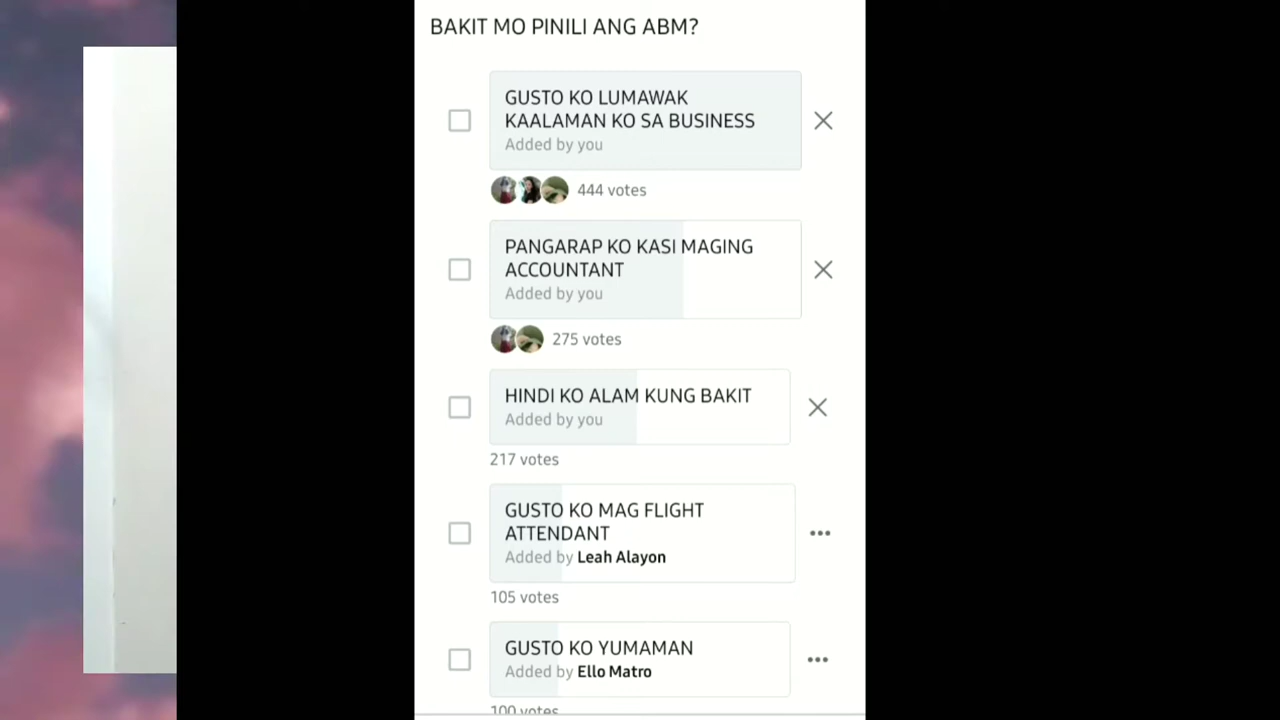 BAKIT MO PINILI ANG ABM?
GUSTO KO LUMAWAK
KAALAMAN KO SA BUSINESS
Added by you
444 votes
PANGARAP KO KASI MAGING
ACCOUNTANT
Added by you
275 votes
HINDI KO ALAM KUNG BAKIT
Added by you
217 votes
GUSTO KO MAG FLIGHT
ATTENDANT
Added by Leah Alayon
105 votes
GUSTO KO YUMAMAN
Added by Ello Matro
100 votes